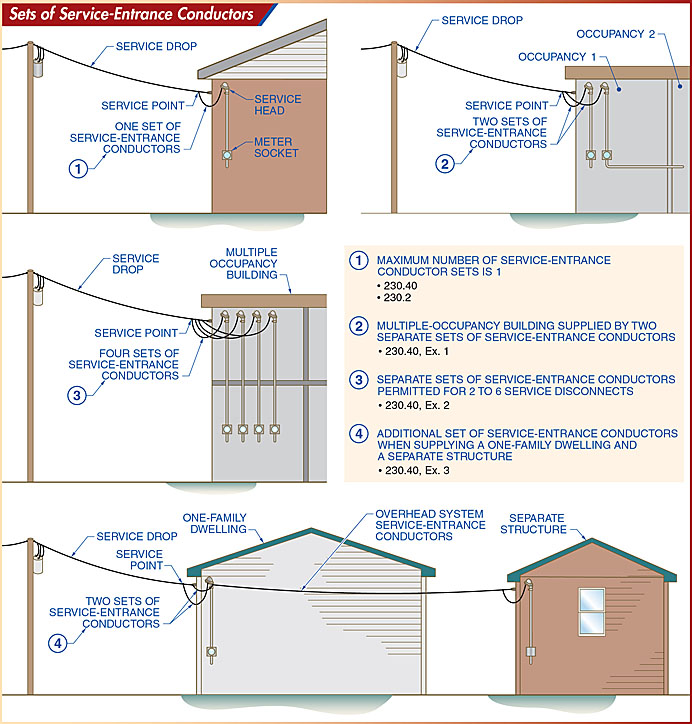 Sets of Service-Entrance Conductors
SERVICE DROP
SERVICE POINT
SERVICE
HEAD
ONE SET OF
SERVICE-ENTRANCE
CONDUCTORS
METER
SOCKET
1
SERVICE DROP
OCCUPANCY 2
OCCUPANCY 1
SERVICE POINT
TWO SETS OF
SERVICE-ENTRANCE
CONDUCTORS
2
SERVICE
DROP
MULTIPLE
OCCUPANCY
BUILDING
SERVICE POINT
FOUR SETS OF
SERVICE-ENTRANCE
CONDUCTORS
3
1 MAXIMUM NUMBER OF SERVICE-ENTRANCE
CONDUCTOR SETS IS 1
• 230.40
• 230.2
2 MULTIPLE-OCCUPANCY BUILDING SUPPLIED BY TWO
SEPARATE SETS OF SERVICE-ENTRANCE CONDUCTORS
• 230.40, Ex. 1
3 SEPARATE SETS OF SERVICE-ENTRANCE CONDUCTORS
PERMITTED FOR 2 TO 6 SERVICE DISCONNECTS
• 230.40, Ex. 2
4 ADDITIONAL SET OF SERVICE-ENTRANCE CONDUCTORS
WHEN SUPPLYING A ONE-FAMILY DWELLING AND
A SEPARATE STRUCTURE
• 230.40, Ex. 3
SERVICE DROP
ONE-FAMILY
DWELLING
OVERHEAD SYSTEM
SERVICE-ENTRANCE
CONDUCTORS
SEPARATE
STRUCTURE
SERVICE
POINT
TWO SETS OF
SERVICE-ENTRANCE
CONDUCTORS
4